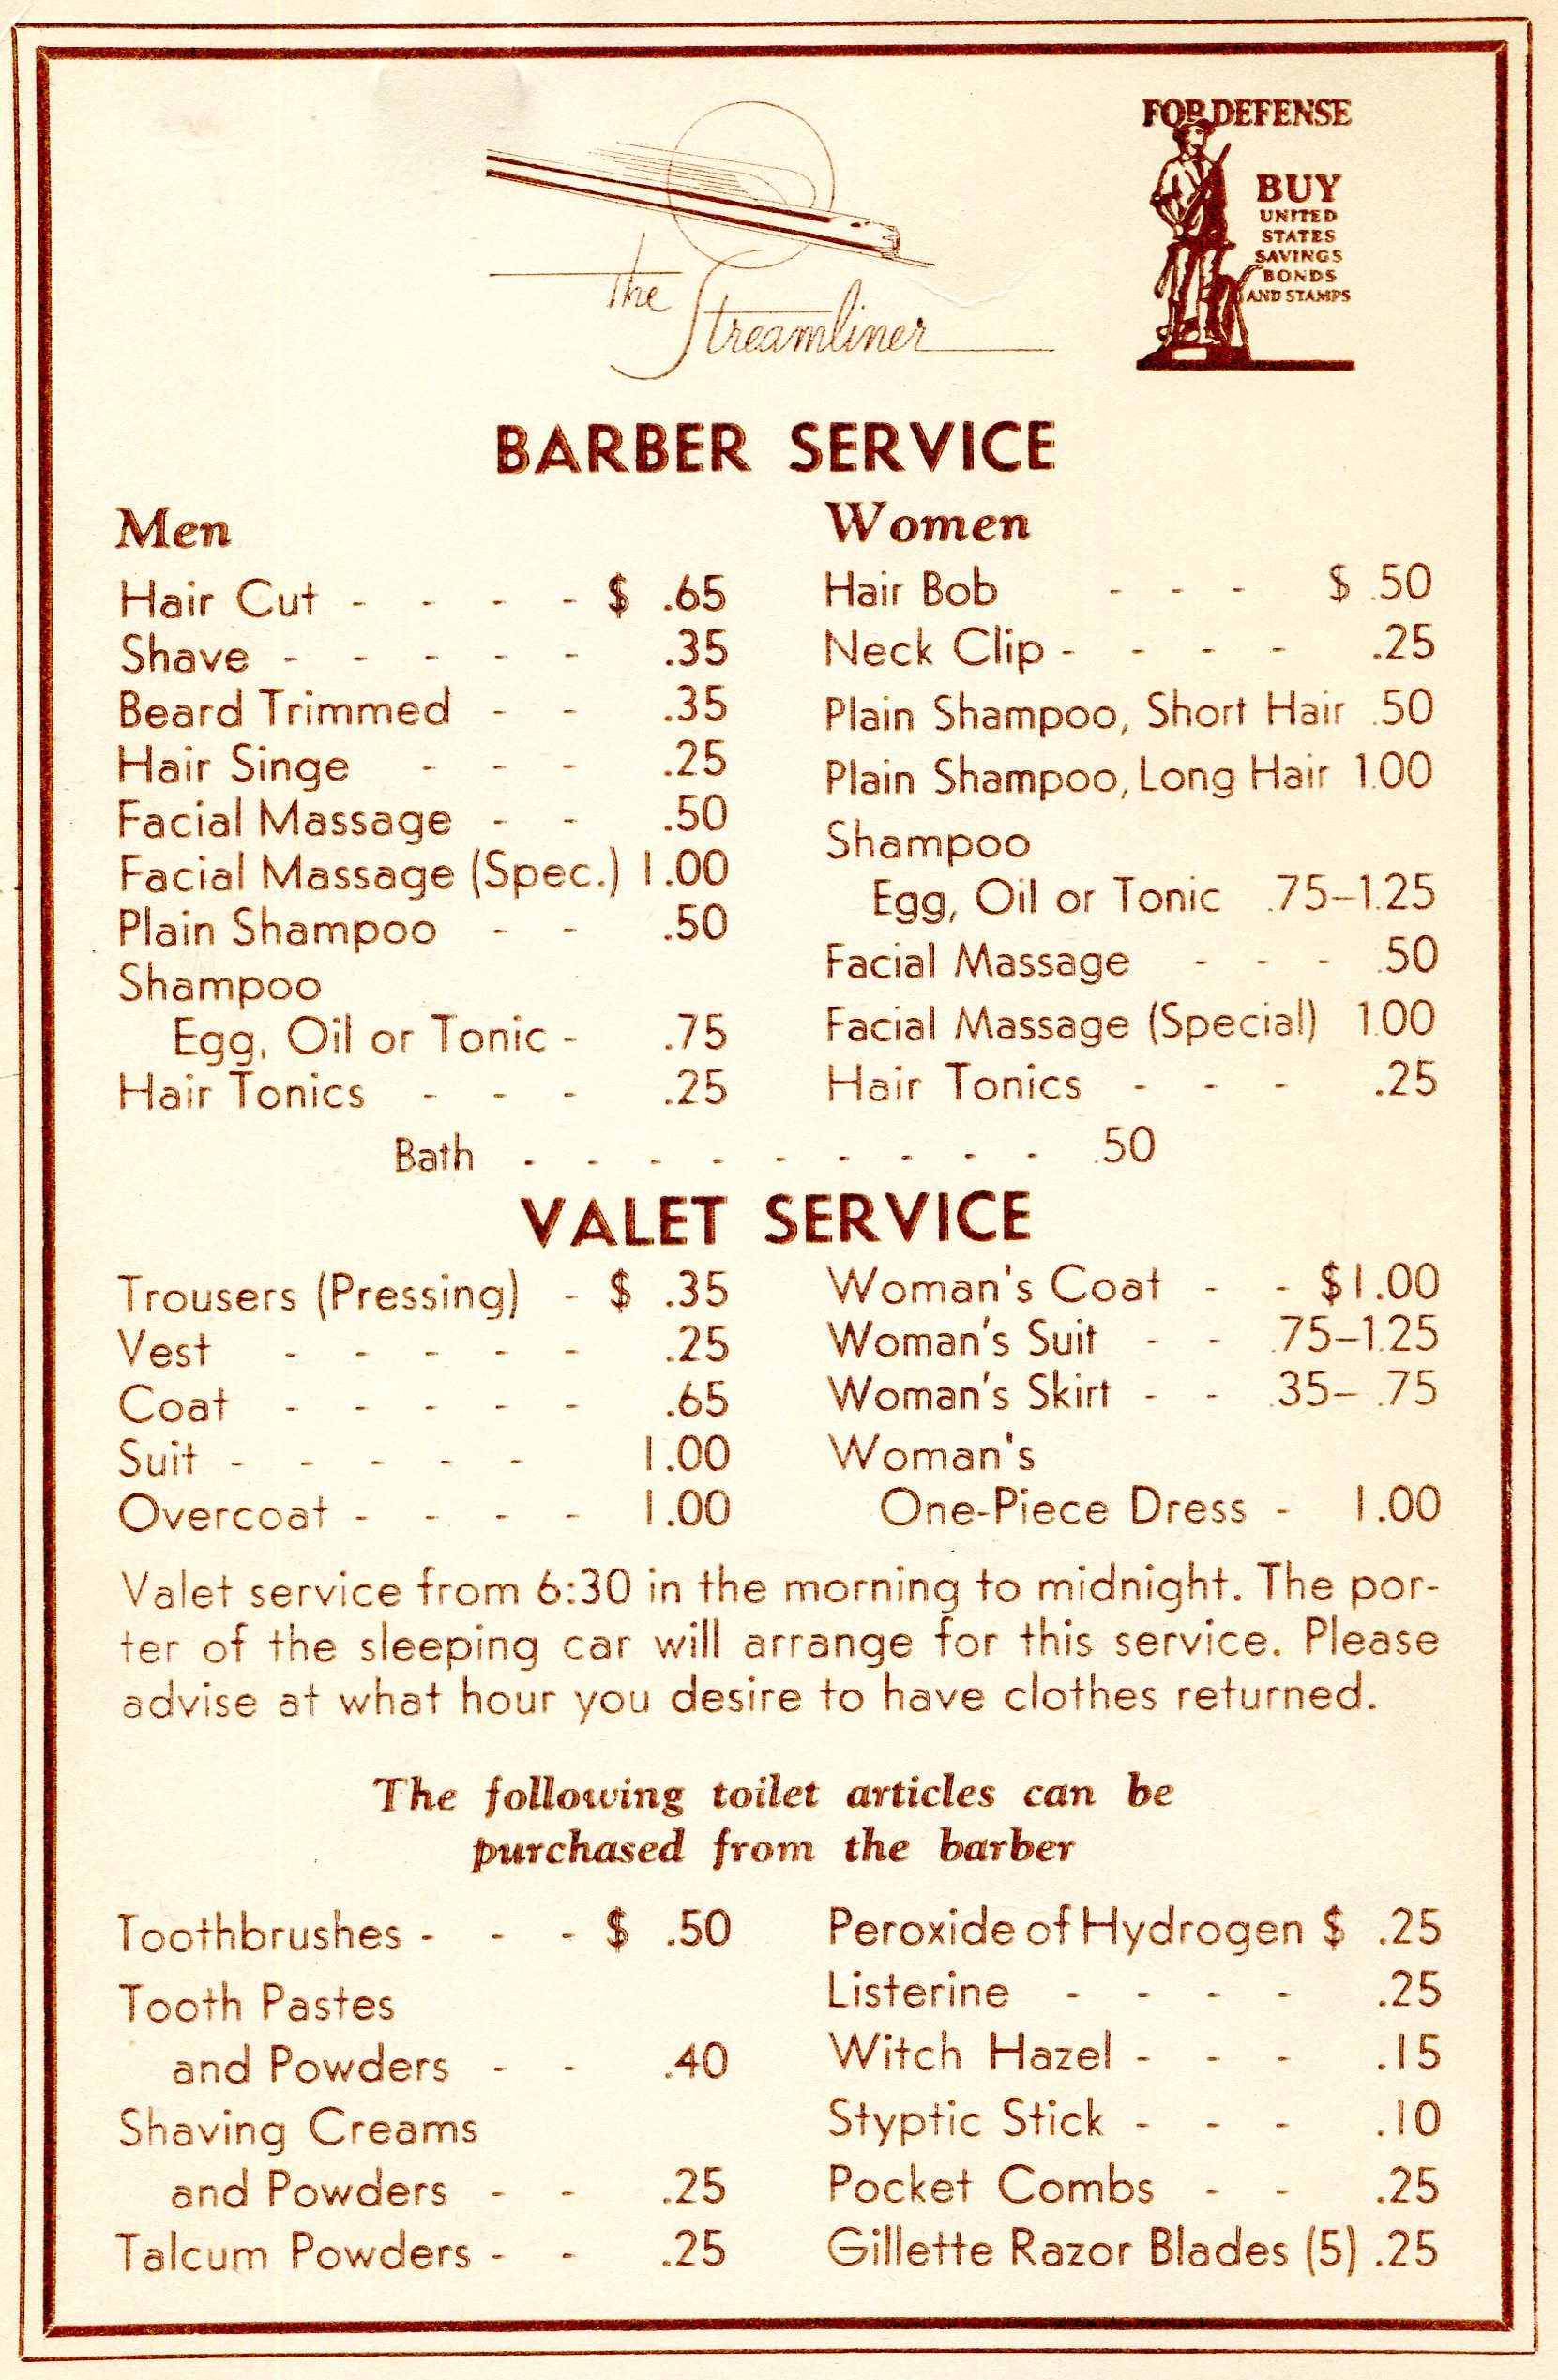 FOR DEFENSE
BUY
UNITED
STATES
SAVINGS
BONDS
AND STAMPS
the Streamliner
BARBER SERVICE
Men
Hair Cut - - - - $ .65
Shave - - - - - .35
Beard Trimmed - - .35
Hair Singe - - - .25
Facial Massage - - .50
Facial Massage (Spec.) 1.00
Plain Shampoo - - .50
Shampoo
Egg, Oil or Tonic - .75
Hair Tonics - - - .25
Women
Hair Bob - - - $ .50
Neck Clip - - - - .25
Plain Shampoo, Short Hair .50
Plain Shampoo, Long Hair 1.00
Shampoo
Egg, Oil or Tonic .75–1.25
Facial Massage - - - .50
Facial Massage (Special) 1.00
Hair Tonics - - - .25
Bath - - - - - - - - - .50
VALET SERVICE
Trousers (Pressing) - $ .35
Vest - - - - - .25
Coat - - - - - .65
Suit - - - - - 1.00
Overcoat - - - - 1.00
Woman's Coat - - $1.00
Woman's Suit - - .75–1.25
Woman's Skirt - - .35– .75
Woman's
One-Piece Dress - 1.00
Valet service from 6:30 in the morning to midnight. The por-
ter of the sleeping car will arrange for this service. Please
advise at what hour you desire to have clothes returned.
The following toilet articles can be
purchased from the barber
Toothbrushes - - - $ .50
Tooth Pastes
and Powders - - .40
Shaving Creams
and Powders - - .25
Talcum Powders - - .25
Peroxide of Hydrogen $ .25
Listerine - - - - .25
Witch Hazel - - - .15
Styptic Stick - - - .10
Pocket Combs - - .25
Gillette Razor Blades (5) .25